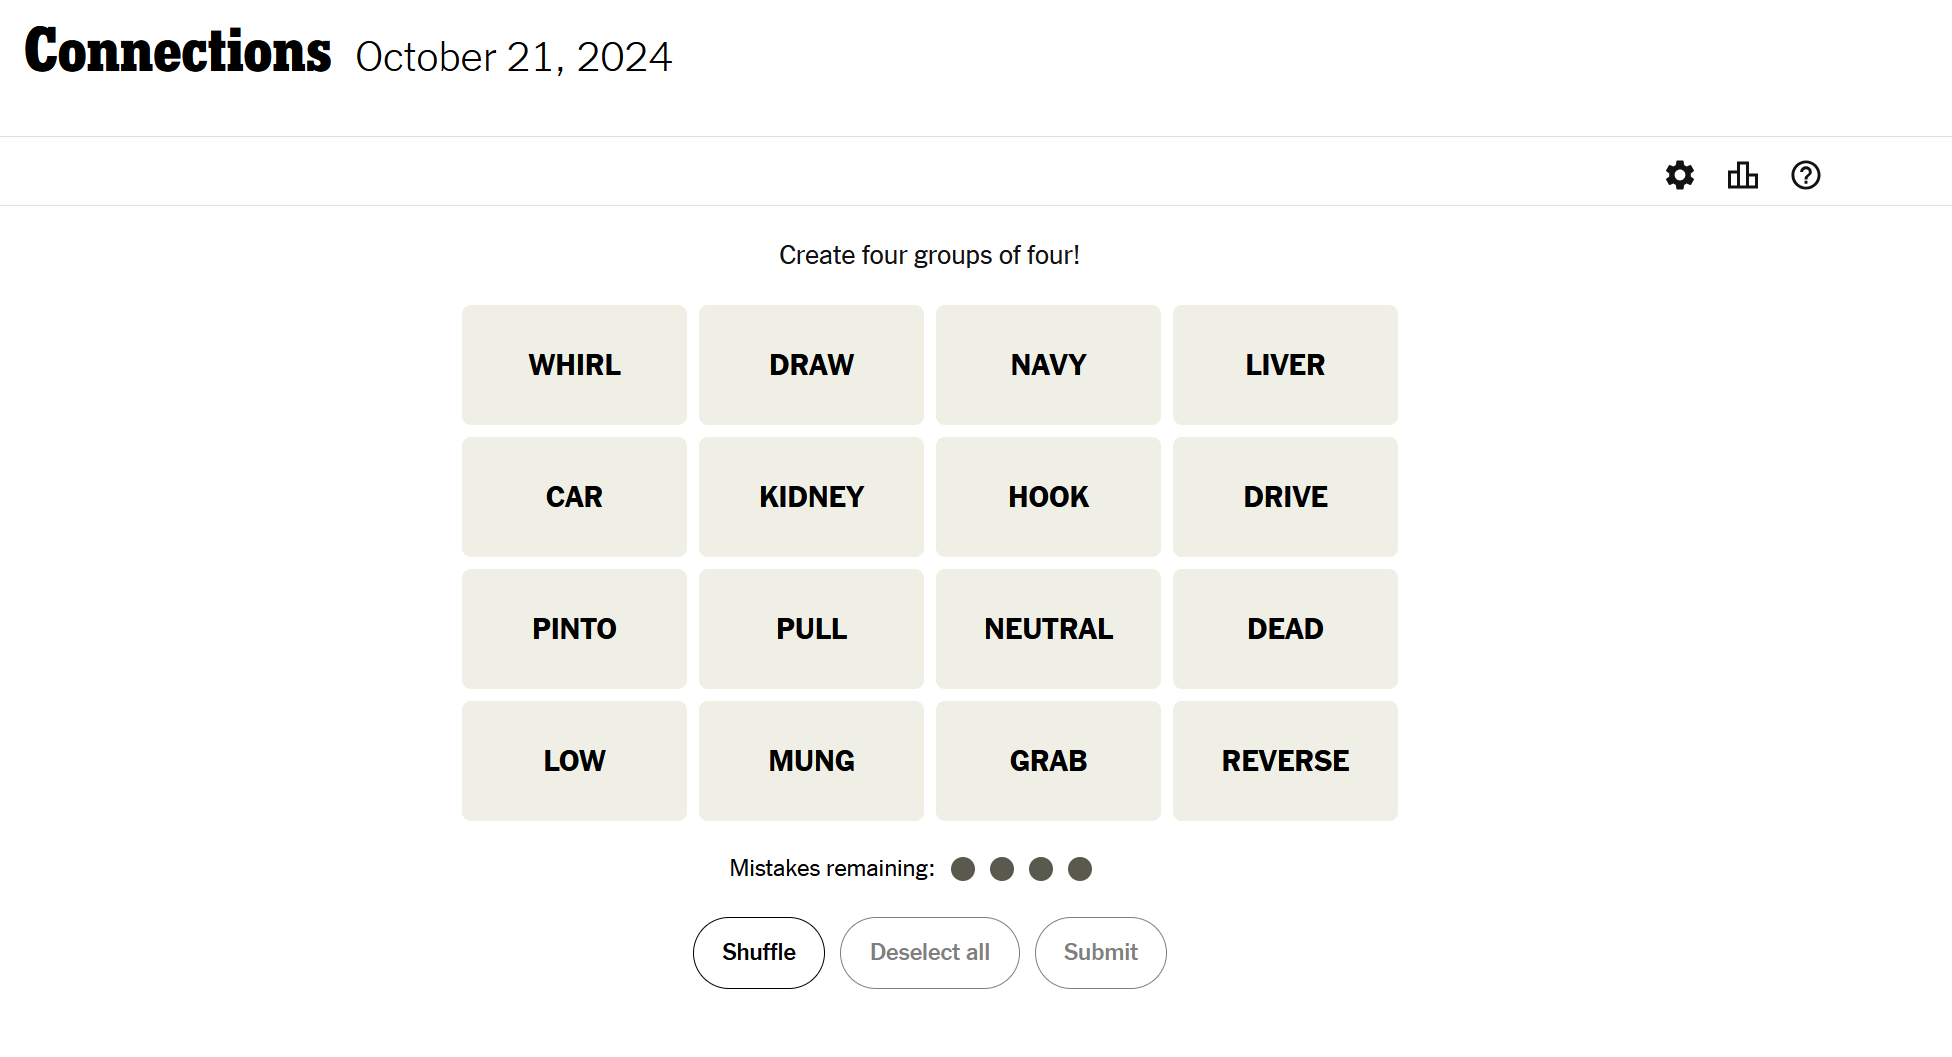 Connections October 21, 2024
Create four groups of four!
WHIRL DRAW NAVY LIVER
CAR KIDNEY HOOK DRIVE
PINTO PULL NEUTRAL DEAD
LOW MUNG GRAB REVERSE
Mistakes remaining:
Shuffle Deselect all Submit